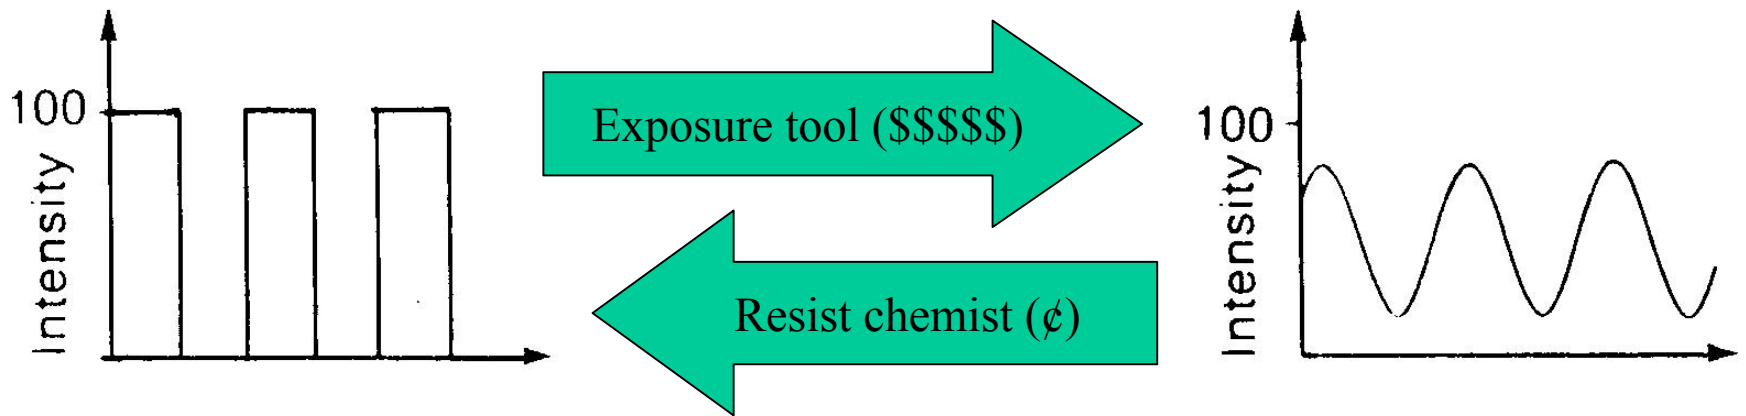 100
Intensity
Exposure tool ($$$$$)
Resist chemist (¢)
100
Intensity